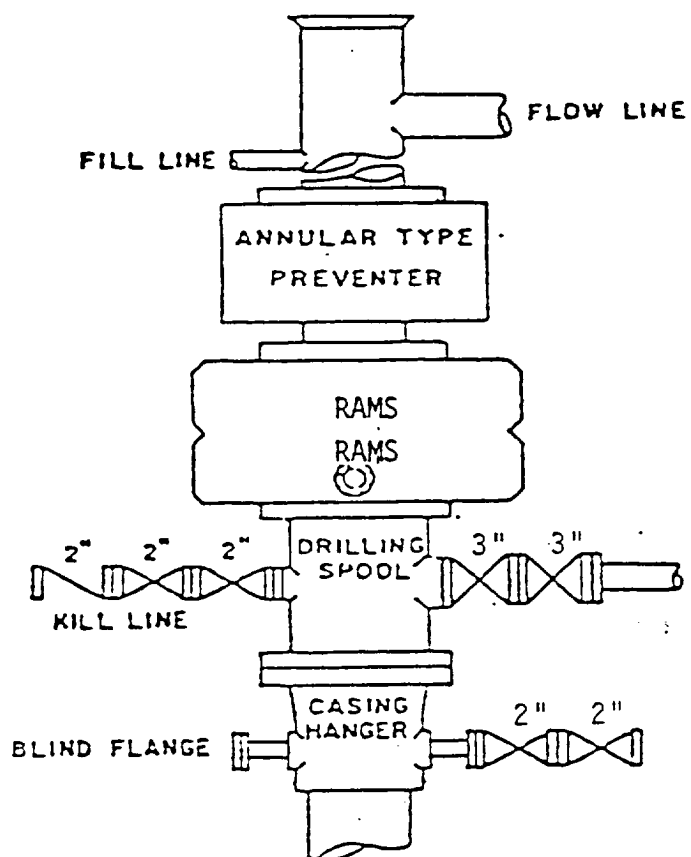 FLOW LINE
FILL LINE
ANNULAR TYPE
PREVENTER
RAMS
RAMS
2" 2" 2"
DRILLING
SPOOL
3" 3"
KILL LINE
CASING
HANGER
2" 2"
BLIND FLANGE